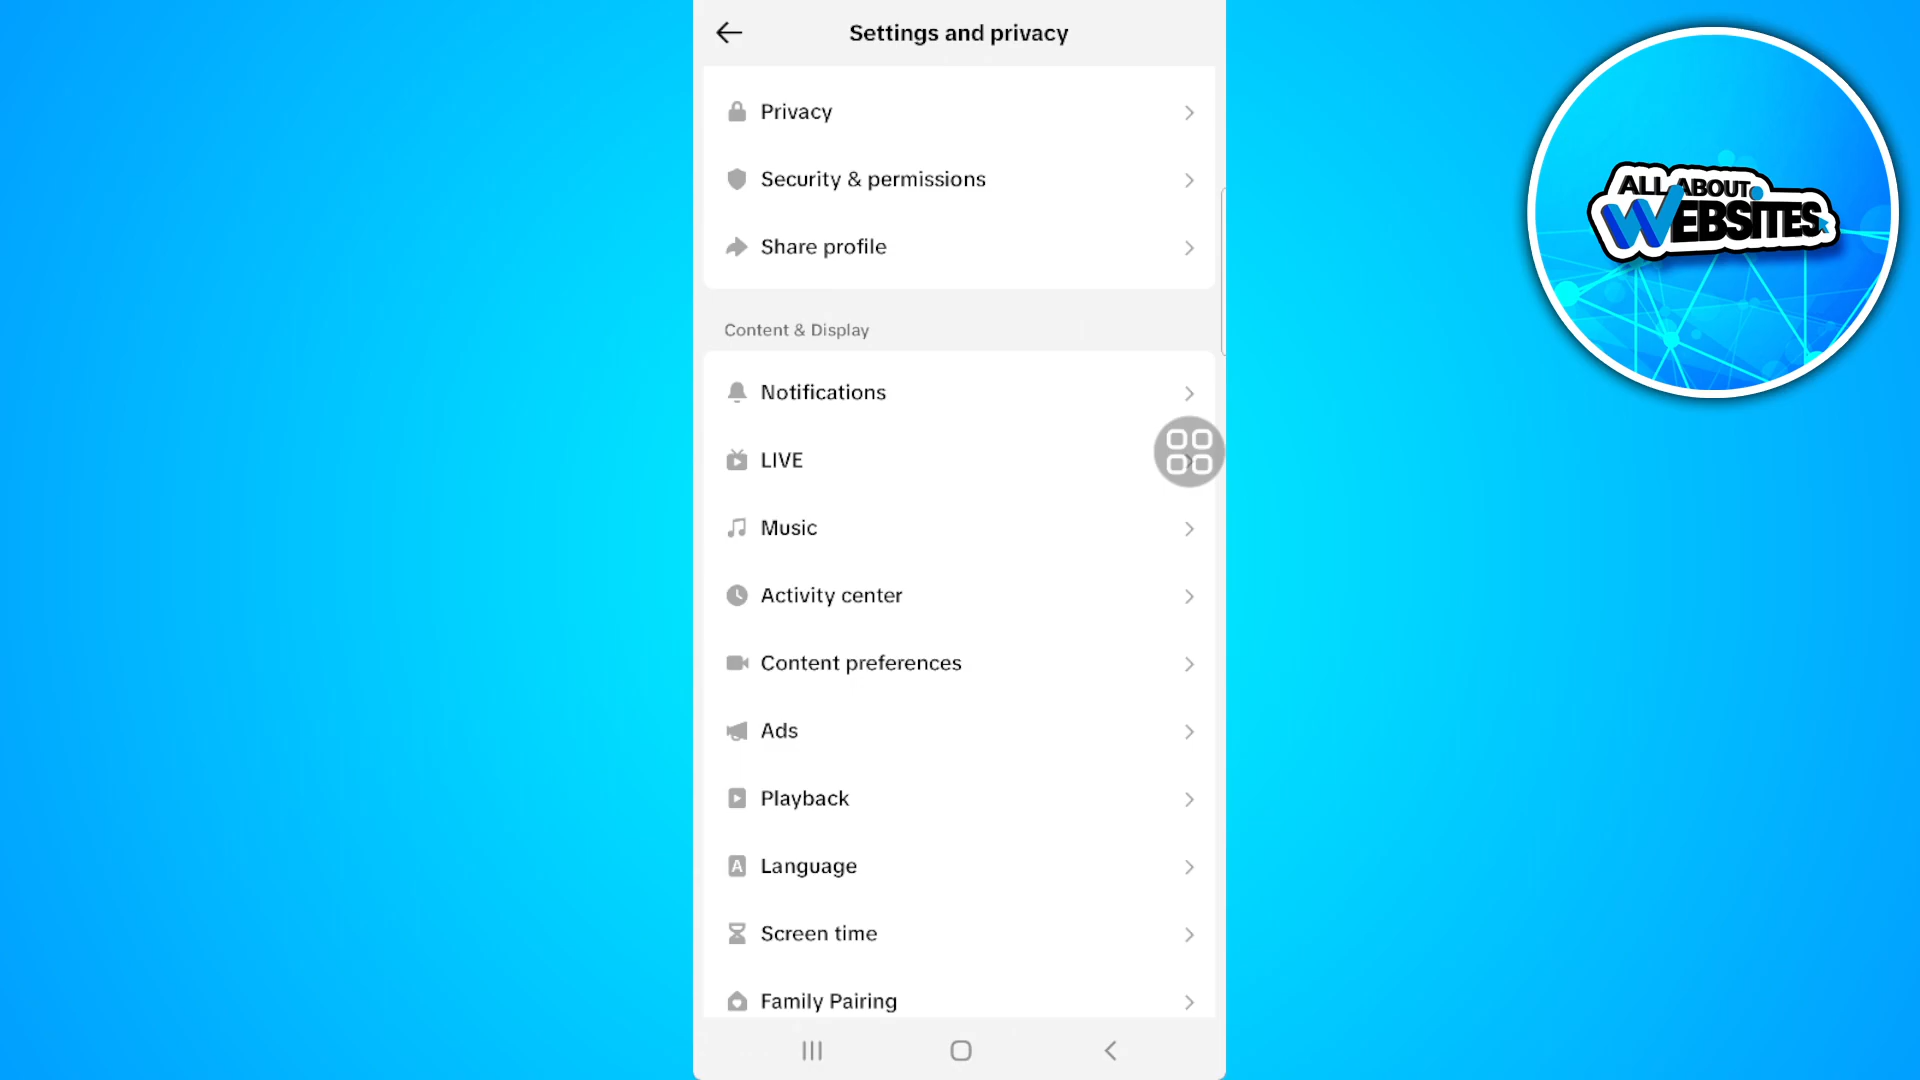 Settings and privacy
Privacy
Security & permissions
Share profile
Content & Display
Notifications
LIVE
Music
Activity center
Content preferences
Ads
Playback
Language
Screen time
Family Pairing
ALL ABOUT
WEBSITES